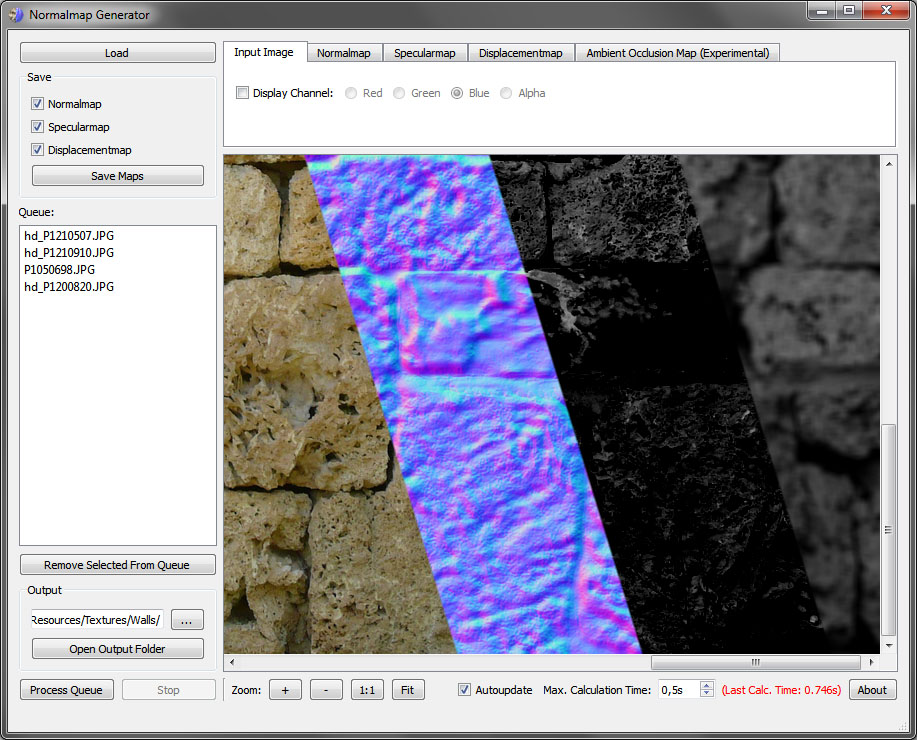 Normalmap Generator
Load
Save
Normalmap
Specularmap
Displacementmap
Save Maps
Queue:
hd_P1210507.JPG
hd_P1210910.JPG
P1050698.JPG
hd_P1200820.JPG
Remove Selected From Queue
Output
Resources/Textures/Walls/ ...
Open Output Folder
Process Queue Stop
Input Image Normalmap Specularmap Displacementmap Ambient Occlusion Map (Experimental)
Display Channel: Red Green Blue Alpha
Zoom: + - 1:1 Fit Autoupdate Max. Calculation Time: 0,5s (Last Calc. Time: 0.746s) About